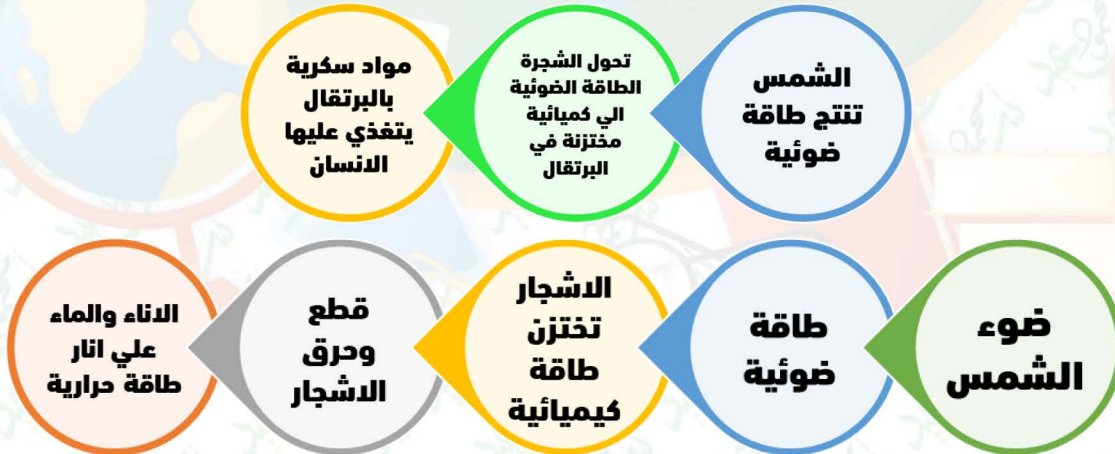 الشمس
تنتج طاقة
ضوئية
تحول الشجرة
الطاقة الضوئية
الي كميائية
مختزنة في
البرتقال
مواد سكرية
بالبرتقال
يتغذي عليها
الانسان
ضوء
الشمس
طاقة
ضوئية
الاشجار
تختزن
طاقة
كيميائية
قطع
وحرق
الاشجار
الاناء والماء
علي انار
طاقة حرارية